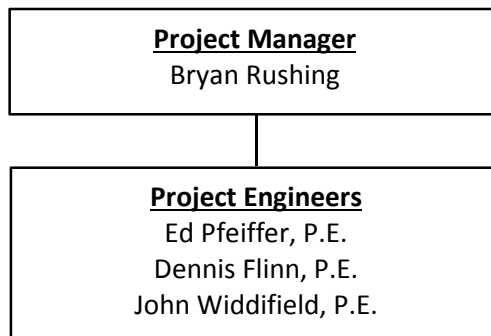 Project Manager
Bryan Rushing
Project Engineers
Ed Pfeiffer, P.E.
Dennis Flinn, P.E.
John Widdifield, P.E.